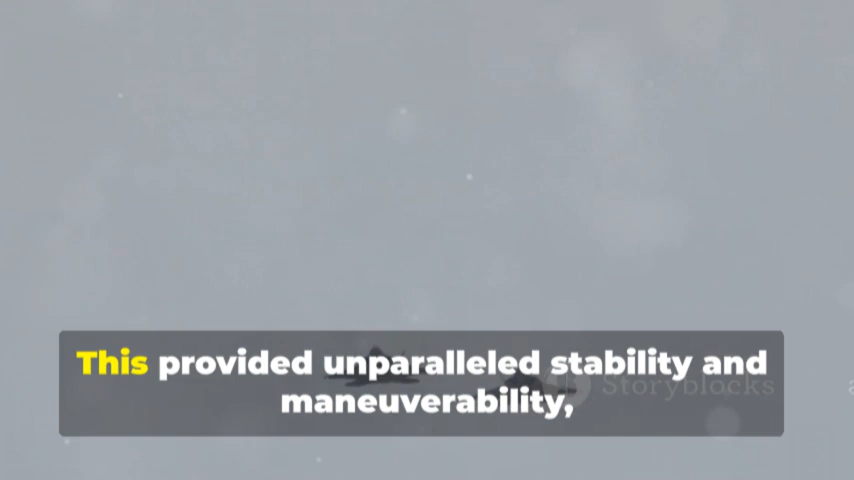 This provided unparalleled stability and
maneuverability,
Storyblocks